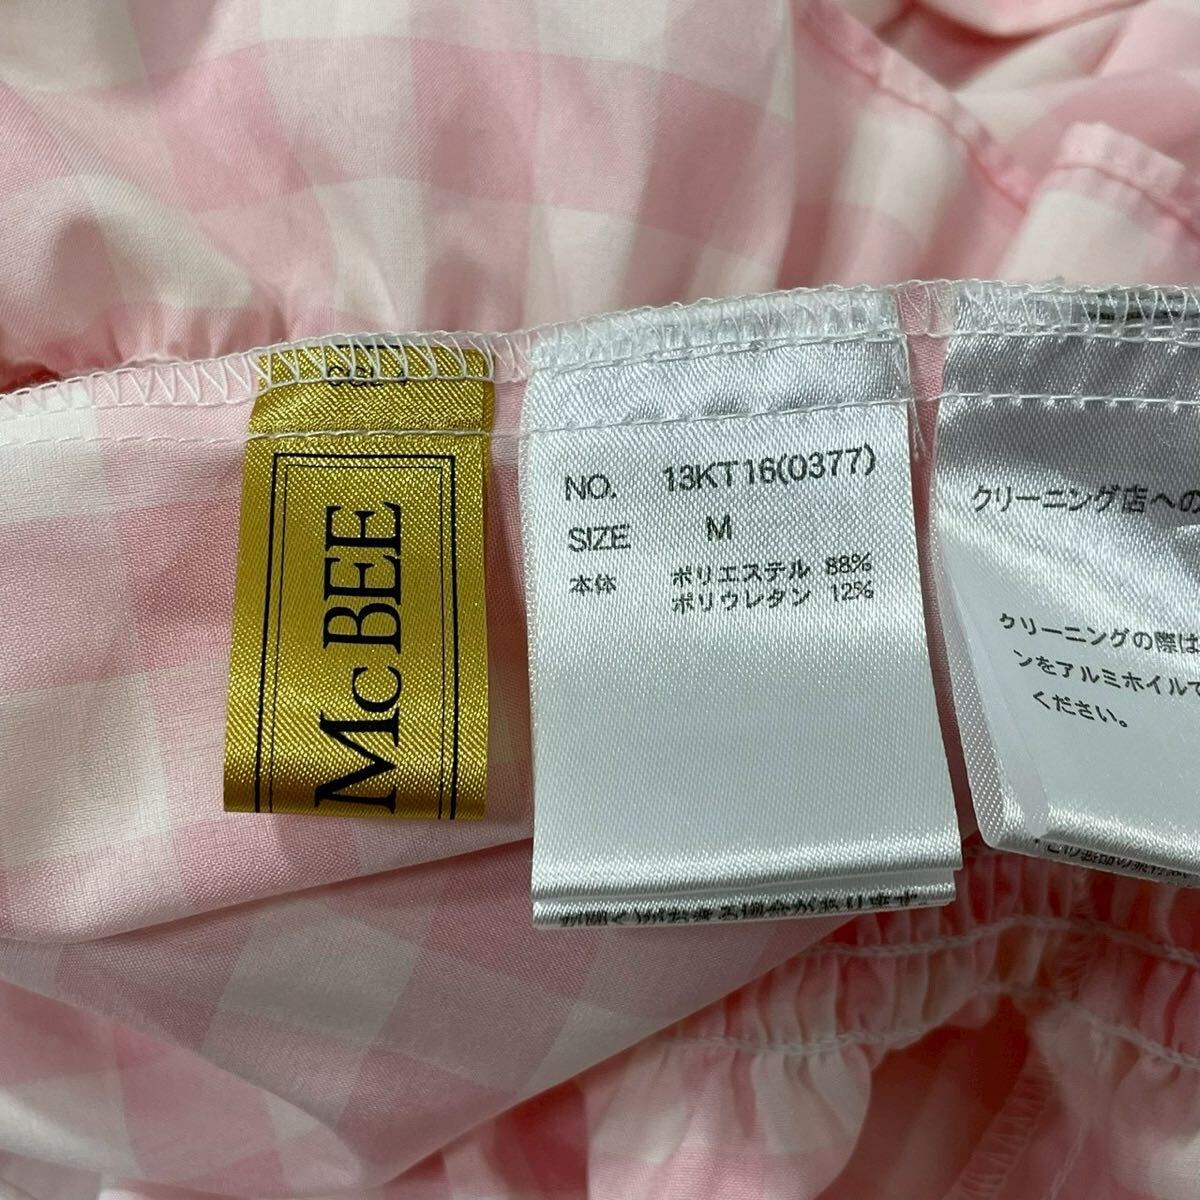 Mc BEE
NO. 13KT16(0377)
SIZE M
本体 ポリエステル 88%
ポリウレタン 12%
クリーニング店への
クリーニングの際は
ンをアルミホイルで
ください。